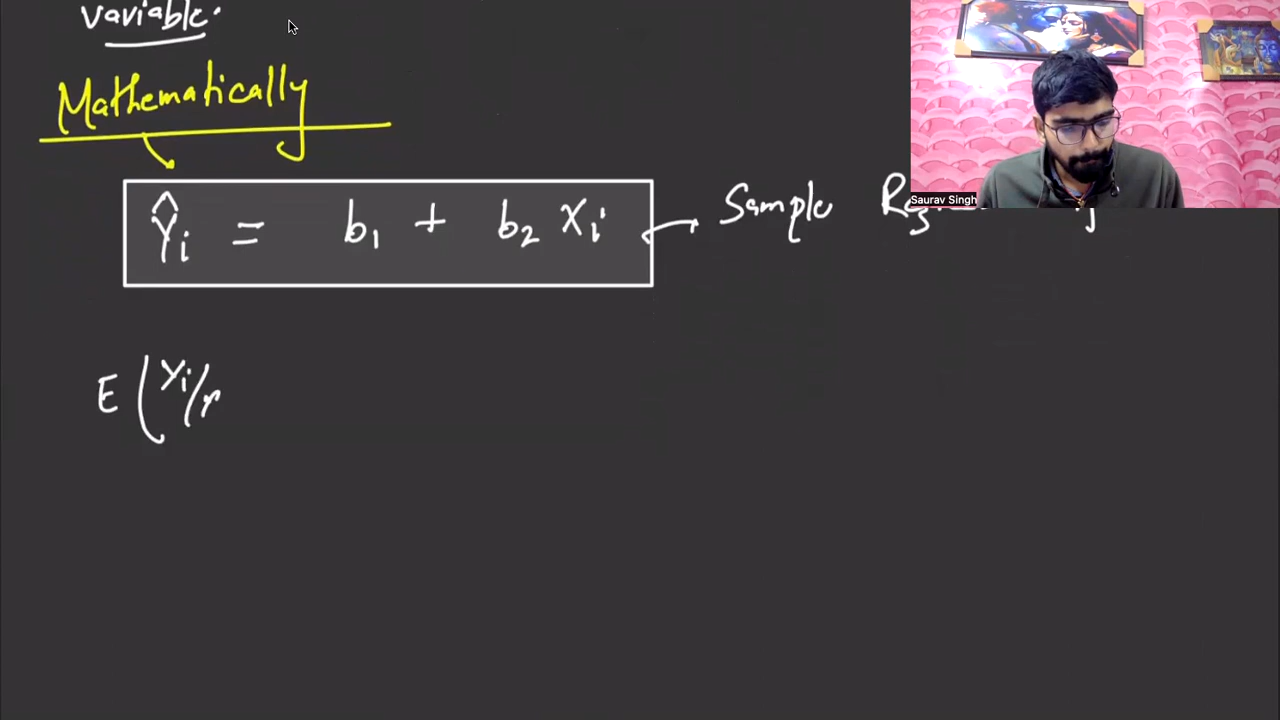 variable.
Mathematically
Ŷi = b1 + b2 Xi → Sample
Saurav Singh
E (Yi/